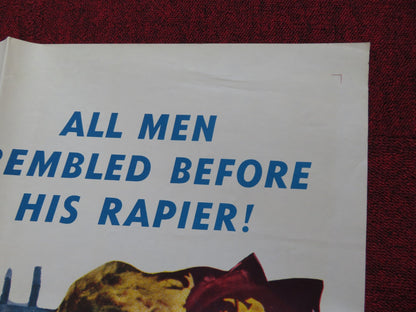 ALL MEN
REMBLED BEFORE
HIS RAPIER!